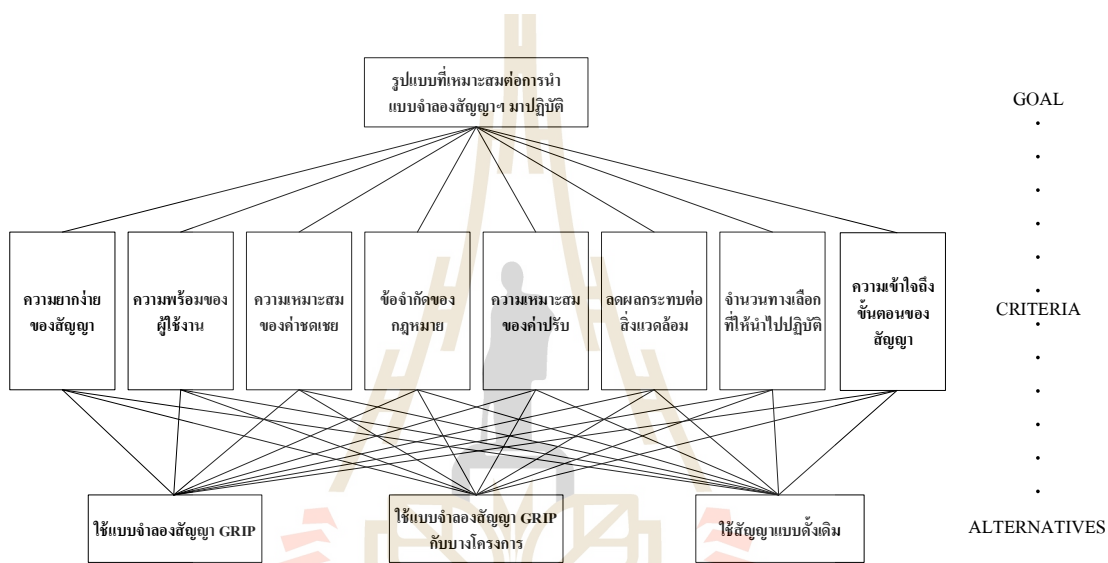 รูปแบบที่เหมาะสมต่อการนำ
แบบจำลองสัญญาฯ มาปฏิบัติ
GOAL
ความยากง่าย
ของสัญญา
ความพร้อมของ
ผู้ใช้งาน
ความเหมาะสม
ของค่าชดเชย
ข้อจำกัดของ
กฎหมาย
ความเหมาะสม
ของค่าปรับ
ลดผลกระทบต่อ
สิ่งแวดล้อม
จำนวนทางเลือก
ที่ให้นำไปปฏิบัติ
ความเข้าใจถึง
ขั้นตอนของ
สัญญา
CRITERIA
ใช้แบบจำลองสัญญา GRIP
ใช้แบบจำลองสัญญา GRIP
กับบางโครงการ
ใช้สัญญาแบบดั้งเดิม
ALTERNATIVES